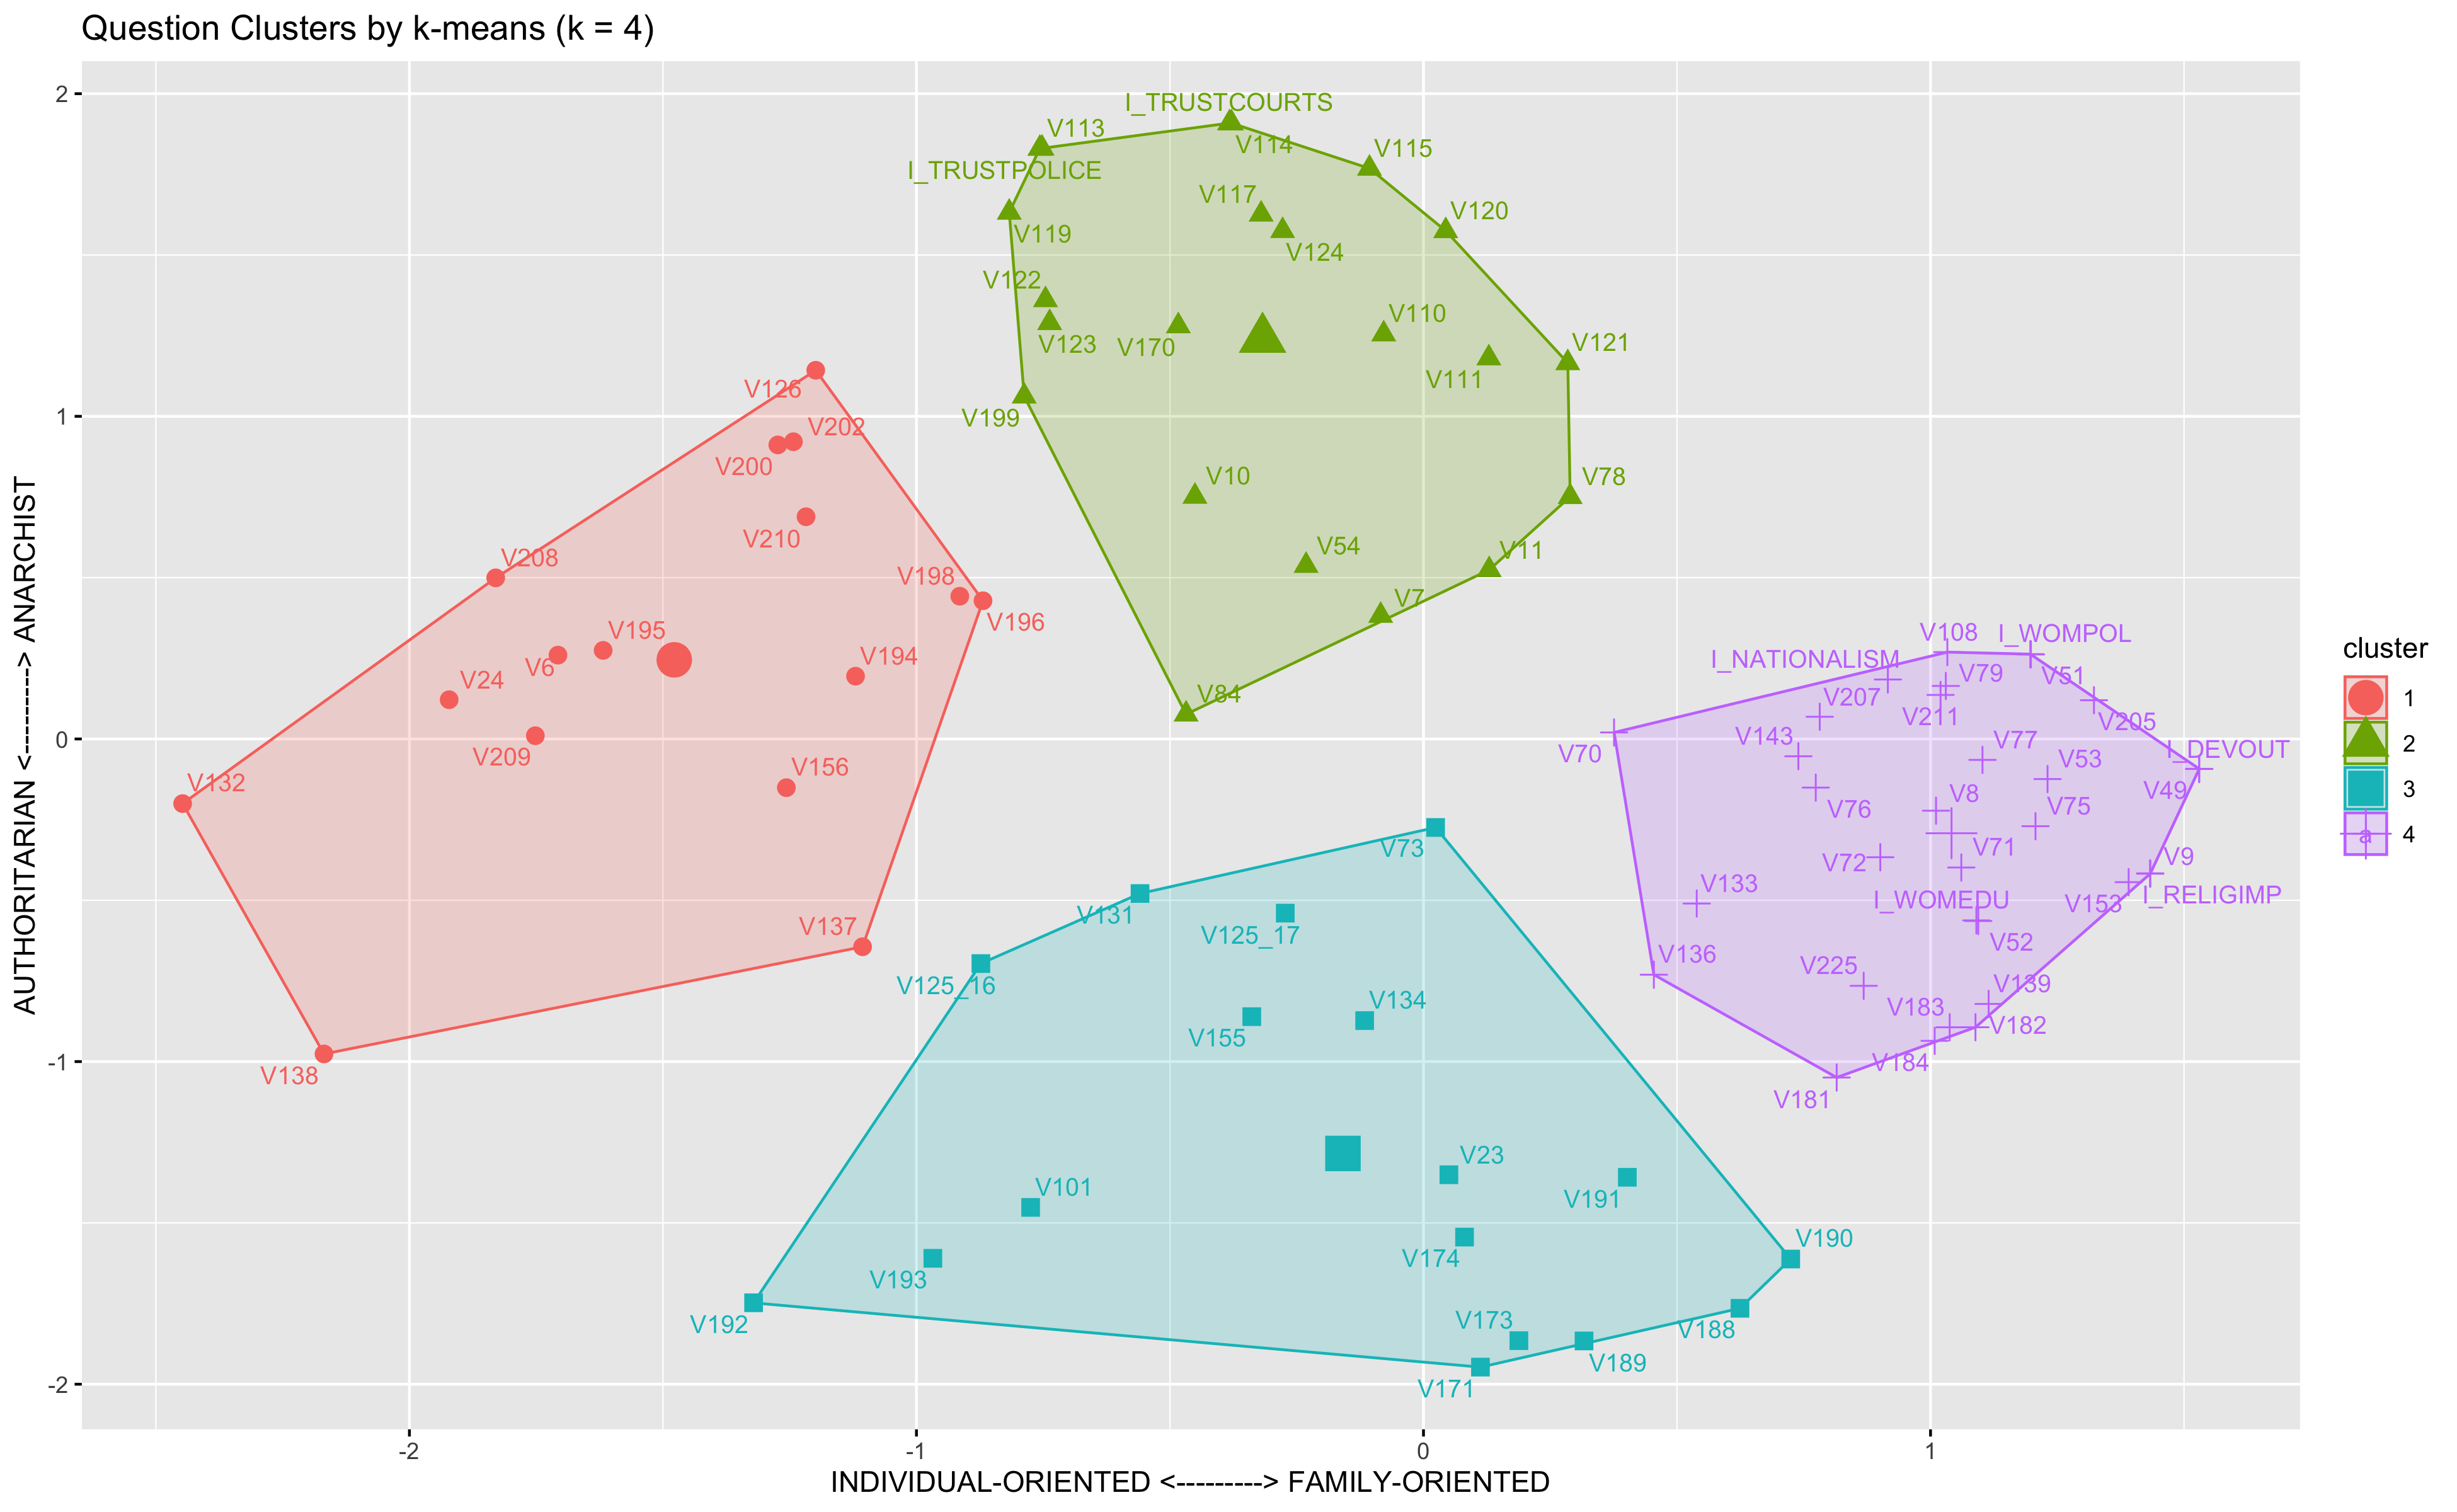 Question Clusters by k-means (k = 4)
2
1
0
-1
-2
AUTHORITARIAN <---------> ANARCHIST
I_TRUSTCOURTS
V113
V114
V115
I_TRUSTPOLICE
V117
V120
V119
V124
V122
V110
V123
V170
V121
V111
V126
V199
V202
V200
V10
V78
V210
V54
V11
V208
V198
V7
V196
V195
V108
I_WOMPOL
V6
V194
I_NATIONALISM
V24
V79
V51
V84
V207
V211
V205
V209
V143
V77
I_DEVOUT
V70
V53
V156
V132
V49
V76
V8
V75
V73
V72
V71
V9
V133
I_WOMEDU
I_RELIGIMP
V153
V131
V137
V125_17
V52
V136
V225
V125_16
V139
V134
V183
V155
V182
V138
V184
V181
V23
V101
V191
V190
V174
V193
V173
V192
V188
V189
V171
-2
-1
0
1
INDIVIDUAL-ORIENTED <---------> FAMILY-ORIENTED
cluster
1
2
3
a
4